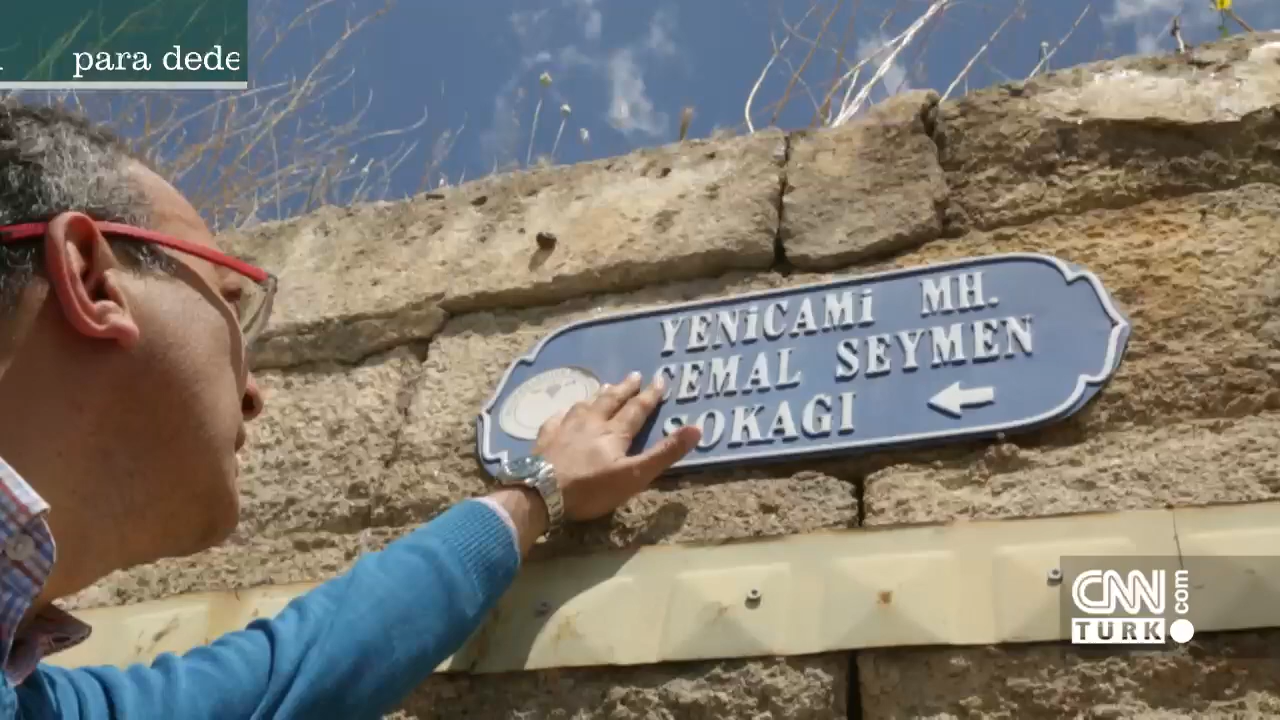 para dede
YENiCAMi MH.
CEMAL SEYMEN
SOKAGI
CNN
TURK
.com